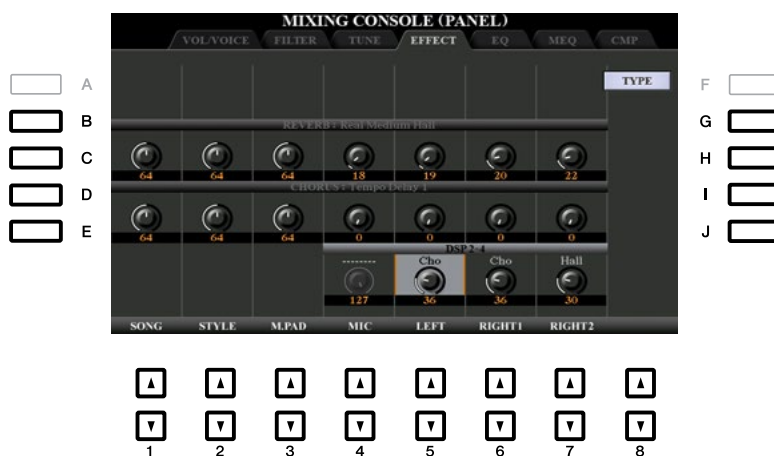 MIXING CONSOLE (PANEL)
VOL/VOICE FILTER TUNE EFFECT EQ MEQ CMP
A TYPE F
B G
REVERB : Real Medium Hall
C H
64 64 64 18 19 20 22
D I
CHORUS : Tempo Delay 1
E J
64 64 64 0 0 0 0
DSP 2-4
-------- Cho Cho Hall
127 36 36 30
SONG STYLE M.PAD MIC LEFT RIGHT1 RIGHT2
1 2 3 4 5 6 7 8